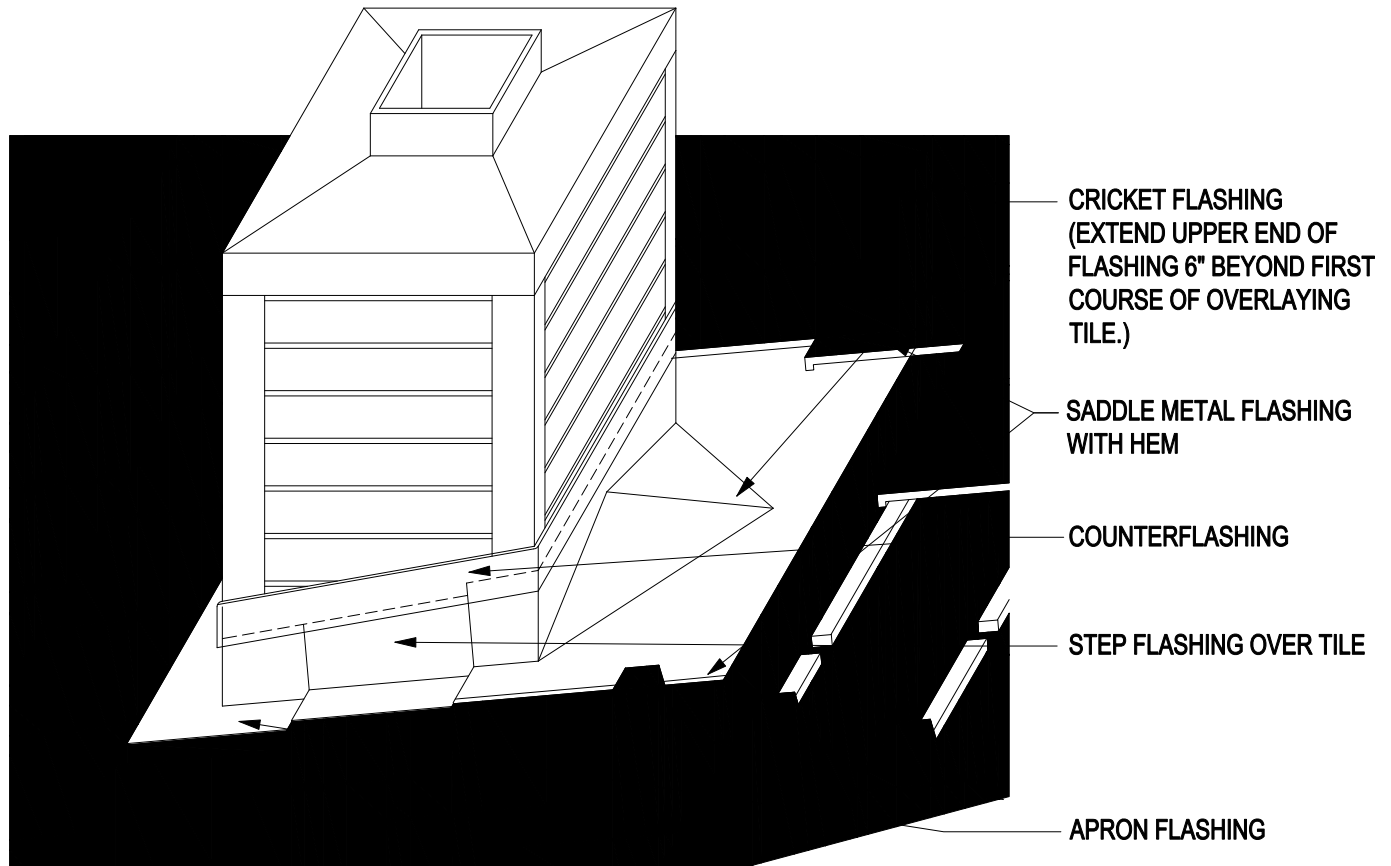 CRICKET FLASHING
(EXTEND UPPER END OF
FLASHING 6" BEYOND FIRST
COURSE OF OVERLAYING
TILE.)
SADDLE METAL FLASHING
WITH HEM
COUNTERFLASHING
STEP FLASHING OVER TILE
APRON FLASHING